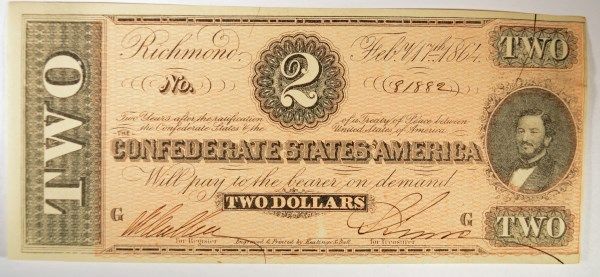 TWO
Richmond, Feby. 17th. 1864. TWO
No. 2 81882
Two Years after the ratification of a Treaty of Peace between
the Confederate States & the United States of America
THE
CONFEDERATE STATES of AMERICA
Will pay to the bearer on demand
TWO DOLLARS
G G TWO
for Register Engraved & Printed by Keatinge & Ball for Treasurer